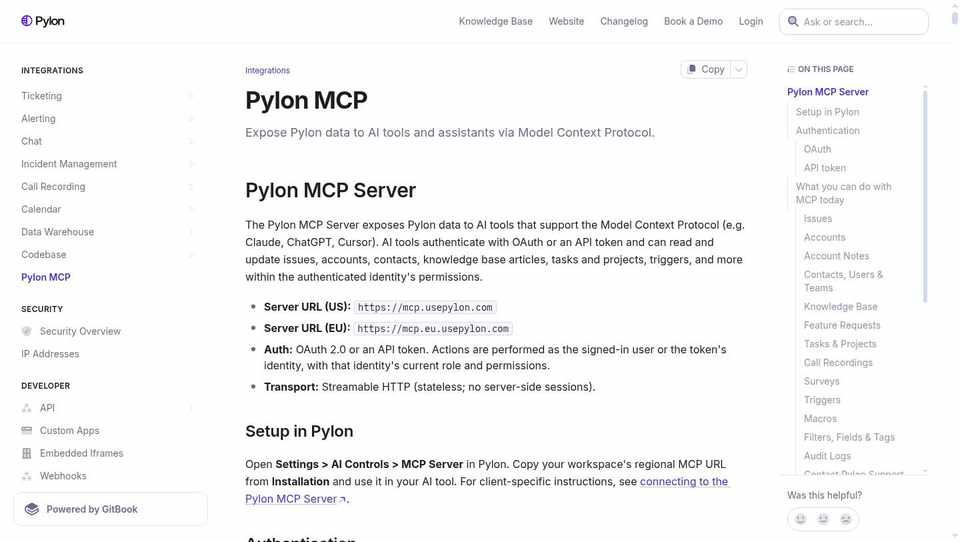 Pylon
Knowledge Base
Website
Changelog
Book a Demo
Login
Ask or search...
INTEGRATIONS
Ticketing
Alerting
Chat
Incident Management
Call Recording
Calendar
Data Warehouse
Codebase
Pylon MCP
SECURITY
Security Overview
IP Addresses
DEVELOPER
API
Custom Apps
Embedded Iframes
Webhooks
Powered by GitBook
Integrations
Copy
Pylon MCP
Expose Pylon data to AI tools and assistants via Model Context Protocol.
Pylon MCP Server
The Pylon MCP Server exposes Pylon data to AI tools that support the Model Context Protocol (e.g.
Claude, ChatGPT, Cursor). AI tools authenticate with OAuth or an API token and can read and
update issues, accounts, contacts, knowledge base articles, tasks and projects, triggers, and more
within the authenticated identity's permissions.
Server URL (US): https://mcp.usepylon.com
Server URL (EU): https://mcp.eu.usepylon.com
Auth: OAuth 2.0 or an API token. Actions are performed as the signed-in user or the token's
identity, with that identity's current role and permissions.
Transport: Streamable HTTP (stateless; no server-side sessions).
Setup in Pylon
Open Settings > AI Controls > MCP Server in Pylon. Copy your workspace's regional MCP URL
from Installation and use it in your AI tool. For client-specific instructions, see connecting to the
Pylon MCP Server.
Authentication
ON THIS PAGE
Pylon MCP Server
Setup in Pylon
Authentication
OAuth
API token
What you can do with
MCP today
Issues
Accounts
Account Notes
Contacts, Users &
Teams
Knowledge Base
Feature Requests
Tasks & Projects
Call Recordings
Surveys
Triggers
Macros
Filters, Fields & Tags
Audit Logs
Contact Pylon Support
Was this helpful?